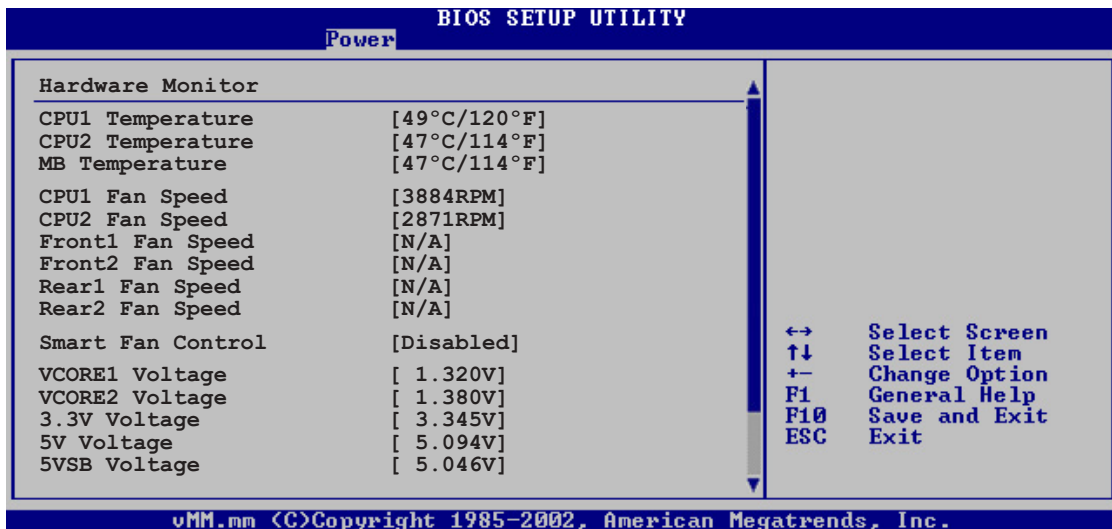 BIOS SETUP UTILITY
Power
Hardware Monitor
CPU1 Temperature [49°C/120°F]
CPU2 Temperature [47°C/114°F]
MB Temperature [47°C/114°F]
CPU1 Fan Speed [3884RPM]
CPU2 Fan Speed [2871RPM]
Front1 Fan Speed [N/A]
Front2 Fan Speed [N/A]
Rear1 Fan Speed [N/A]
Rear2 Fan Speed [N/A]
Smart Fan Control [Disabled]
VCORE1 Voltage [ 1.320V]
VCORE2 Voltage [ 1.380V]
3.3V Voltage [ 3.345V]
5V Voltage [ 5.094V]
5VSB Voltage [ 5.046V]
←→ Select Screen
↑↓ Select Item
+- Change Option
F1 General Help
F10 Save and Exit
ESC Exit
vMM.mm (C)Copyright 1985-2002, American Megatrends, Inc.